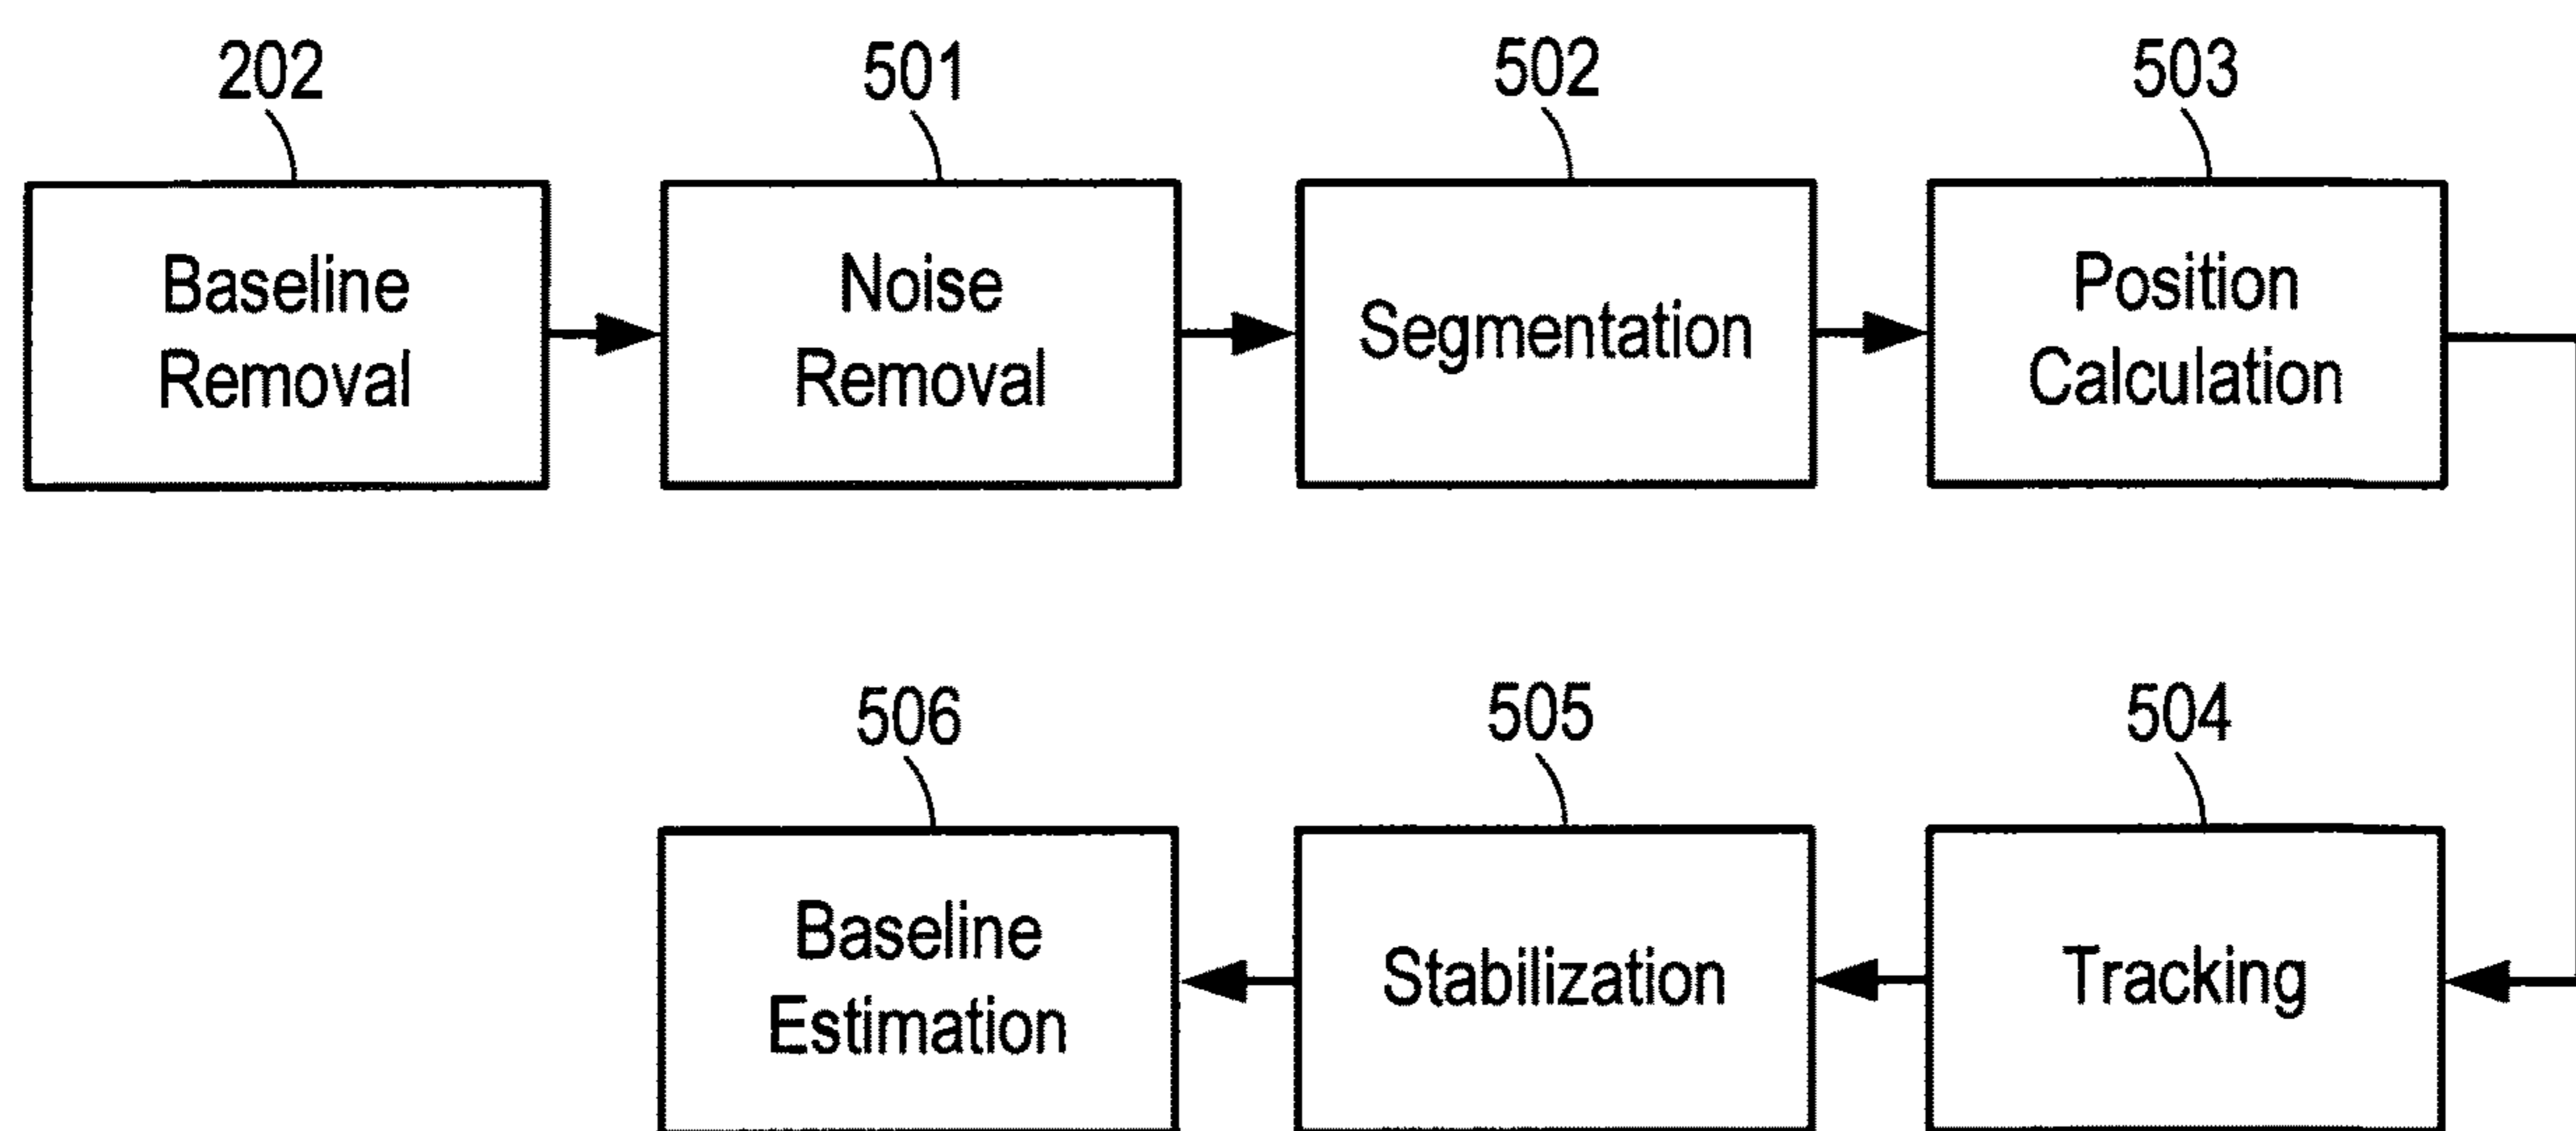 202
501
502
503
Baseline
Removal
Noise
Removal
Segmentation
Position
Calculation
506
505
504
Baseline
Estimation
Stabilization
Tracking